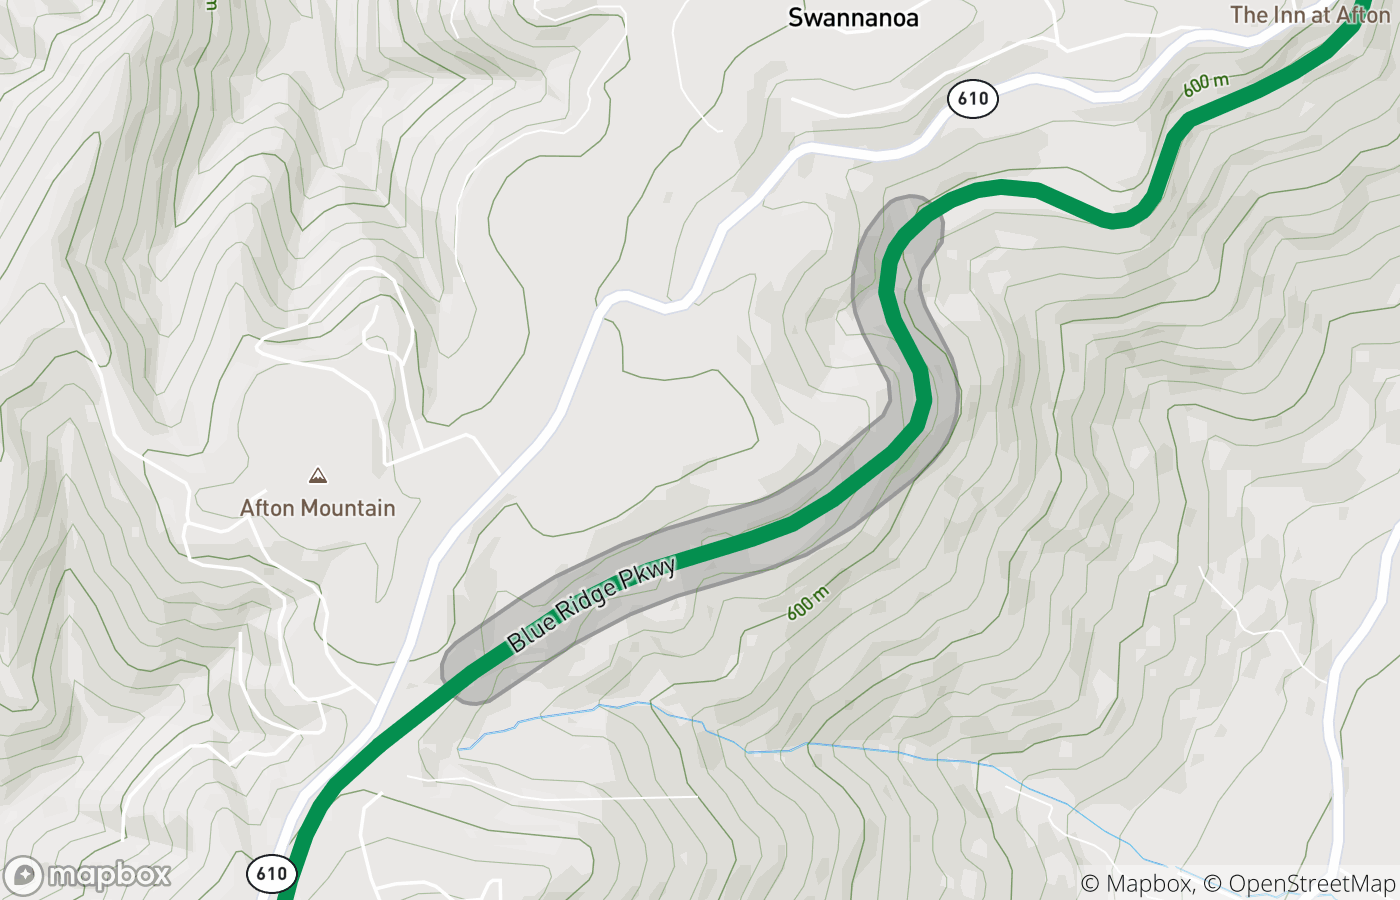 Swannanoa
The Inn at Afton
600 m
610
m
Afton Mountain
Blue Ridge Pkwy
600 m
610
mapbox
© Mapbox, © OpenStreetMap